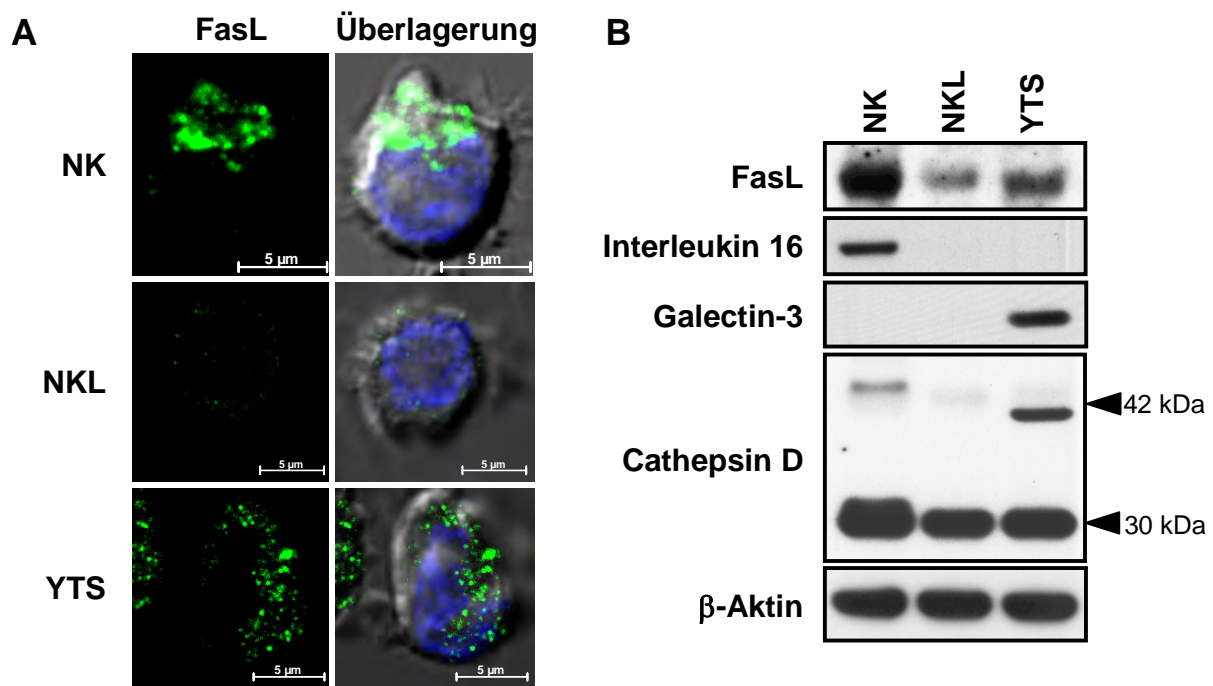 A
FasL
Überlagerung
NK
5 µm
5 µm
NKL
5 µm
5 µm
YTS
5 µm
5 µm
B
NK
NKL
YTS
FasL
Interleukin 16
Galectin-3
Cathepsin D
42 kDa
30 kDa
β-Aktin